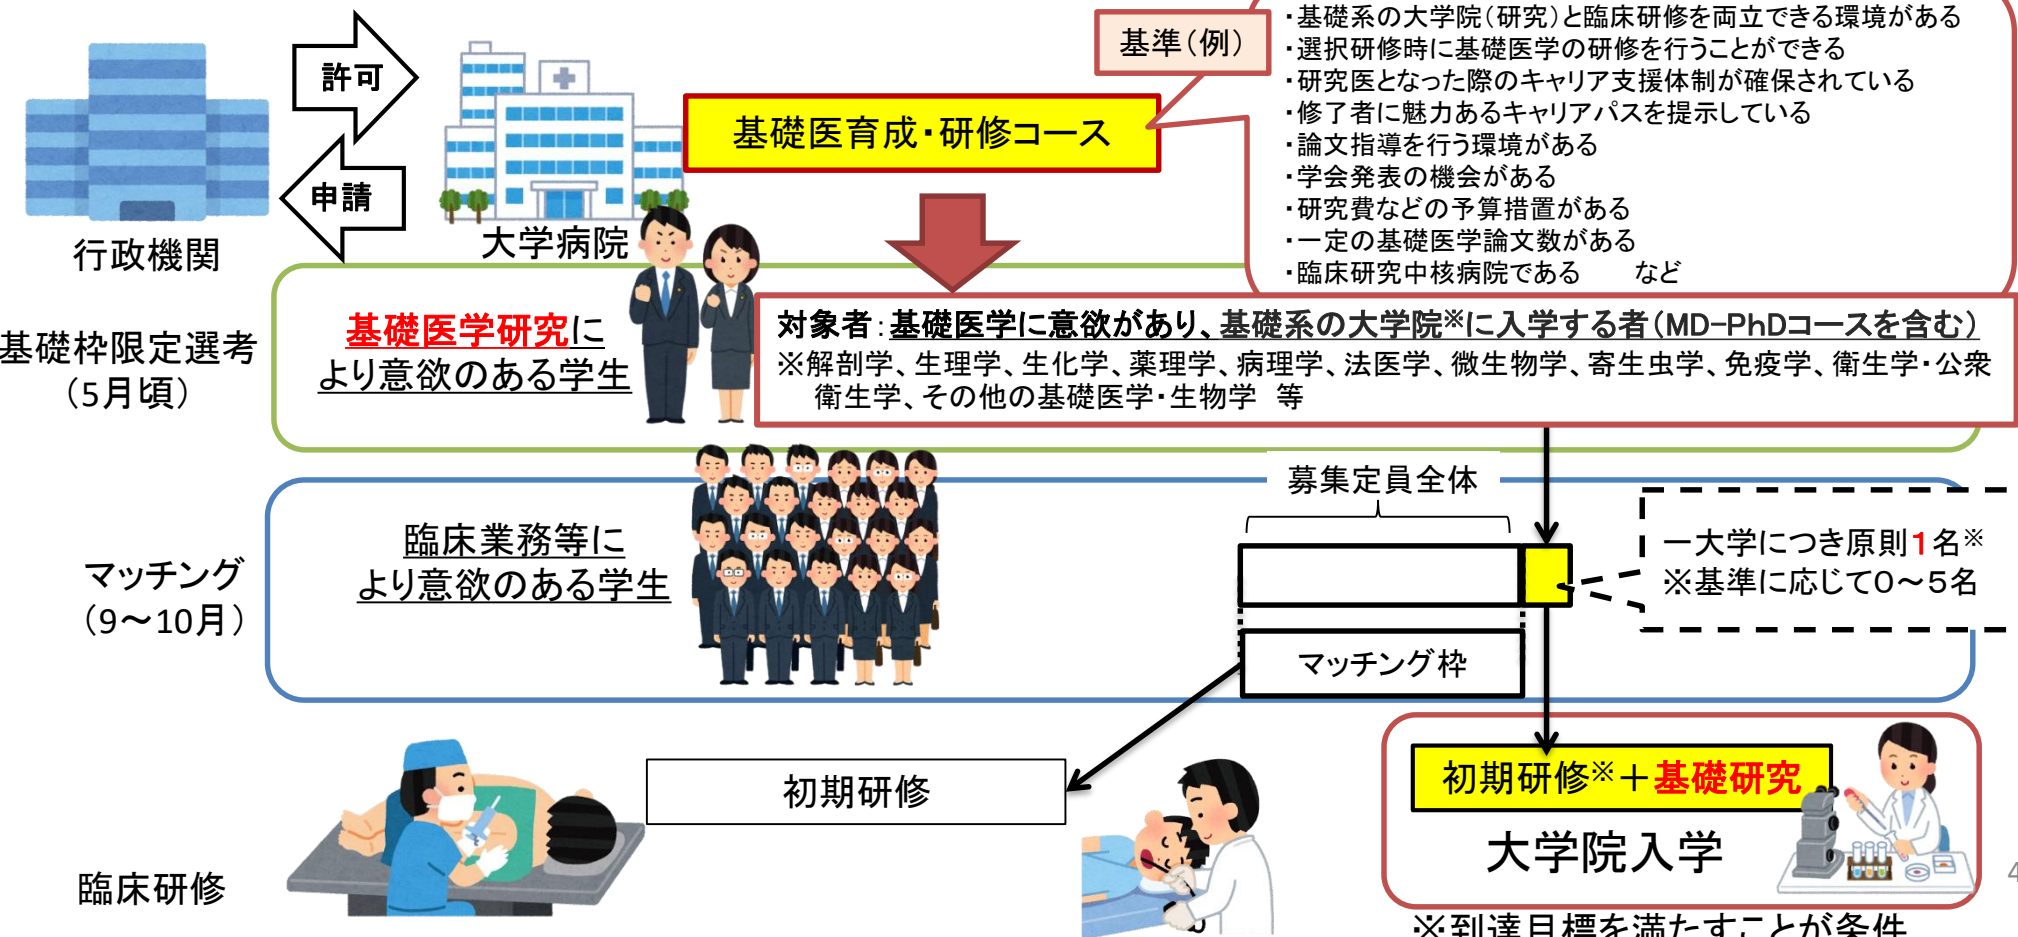 基準（例）
・基礎系の大学院（研究）と臨床研修を両立できる環境がある
・選択研修時に基礎医学の研修を行うことができる
・研究医となった際のキャリア支援体制が確保されている
・修了者に魅力あるキャリアパスを提示している
・論文指導を行う環境がある
・学会発表の機会がある
・研究費などの予算措置がある
・一定の基礎医学論文数がある
・臨床研究中核病院である　　など
許可
申請
行政機関
大学病院
基礎医育成・研修コース
基礎枠限定選考
（5月頃）
基礎医学研究に
より意欲のある学生
対象者：基礎医学に意欲があり、基礎系の大学院※に入学する者（MD-PhDコースを含む）
※解剖学、生理学、生化学、薬理学、病理学、法医学、微生物学、寄生虫学、免疫学、衛生学・公衆
衛生学、その他の基礎医学・生物学　等
マッチング
（9～10月）
臨床業務等に
より意欲のある学生
募集定員全体
マッチング枠
一大学につき原則１名※
※基準に応じて０～５名
臨床研修
初期研修
初期研修※＋基礎研究
大学院入学
※到達目標を満たすことが条件
4